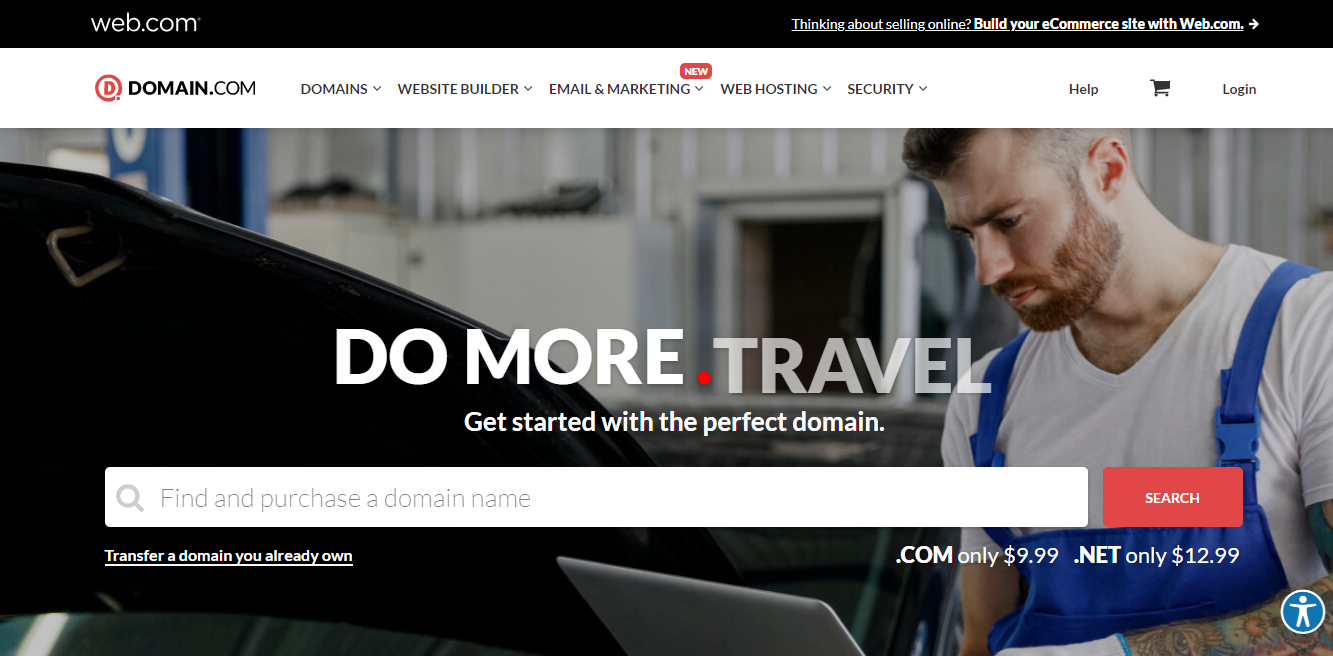 web.com®
Thinking about selling online? Build your eCommerce site with Web.com.
DOMAIN.COM
DOMAINS
WEBSITE BUILDER
EMAIL & MARKETING
NEW
WEB HOSTING
SECURITY
Help
Login
DO MORE .TRAVEL
Get started with the perfect domain.
Find and purchase a domain name
SEARCH
Transfer a domain you already own
.COM only $9.99 .NET only $12.99